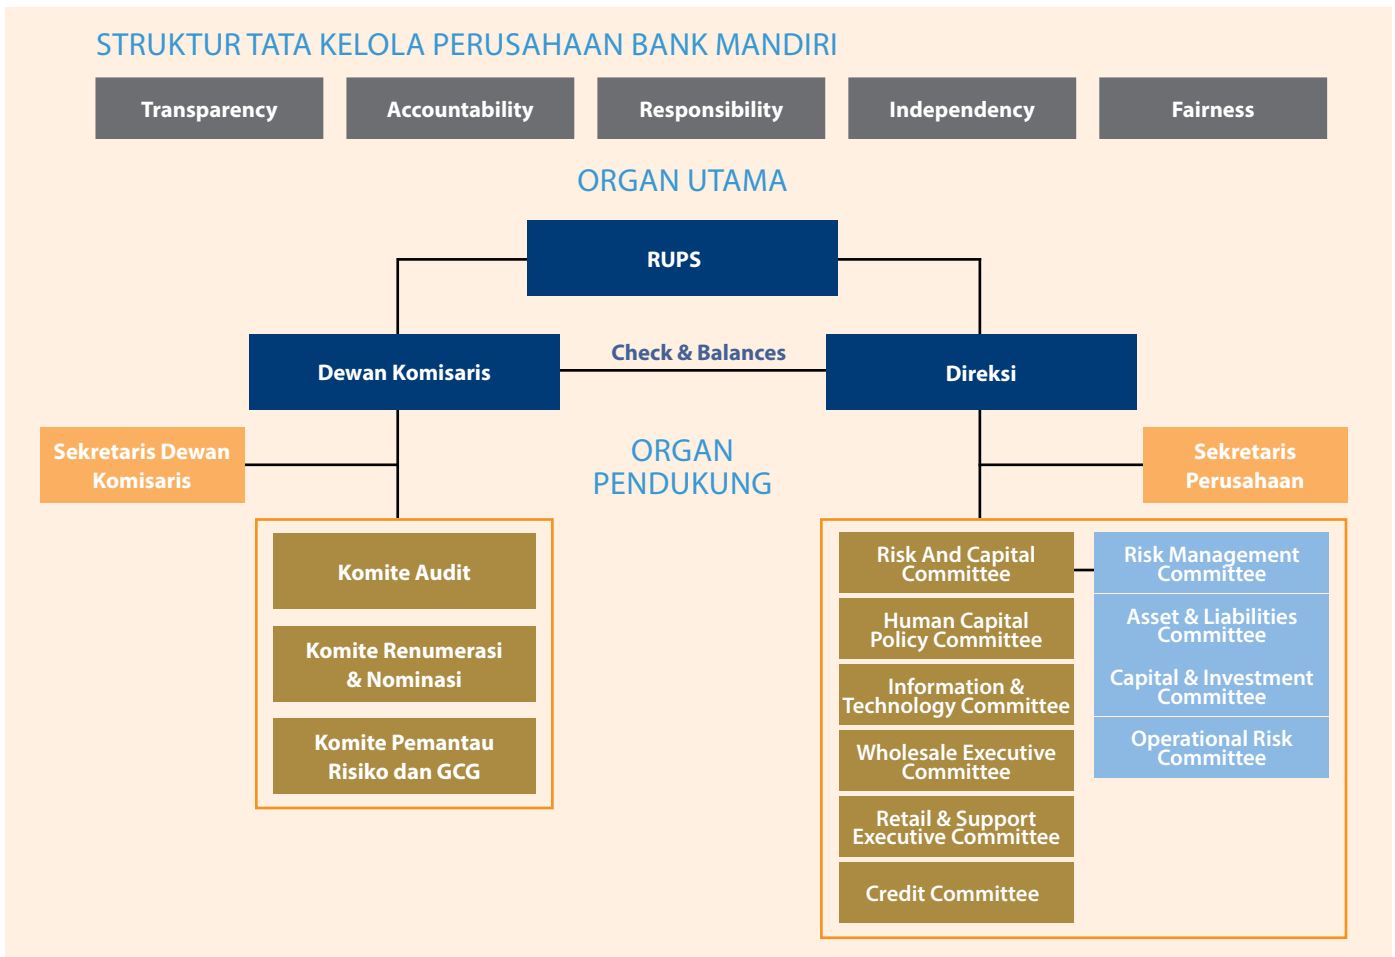 STRUKTUR TATA KELOLA PERUSAHAAN BANK MANDIRI
Transparency
Accountability
Responsibility
Independency
Fairness
ORGAN UTAMA
RUPS
Dewan Komisaris
Check & Balances
Direksi
Sekretaris Dewan
Komisaris
ORGAN
PENDUKUNG
Sekretaris
Perusahaan
Komite Audit
Komite Renumerasi
& Nominasi
Komite Pemantau
Risiko dan GCG
Risk And Capital
Committee
Human Capital
Policy Committee
Information &
Technology Committee
Wholesale Executive
Committee
Retail & Support
Executive Committee
Credit Committee
Risk Management
Committee
Asset & Liabilities
Committee
Capital & Investment
Committee
Operational Risk
Committee